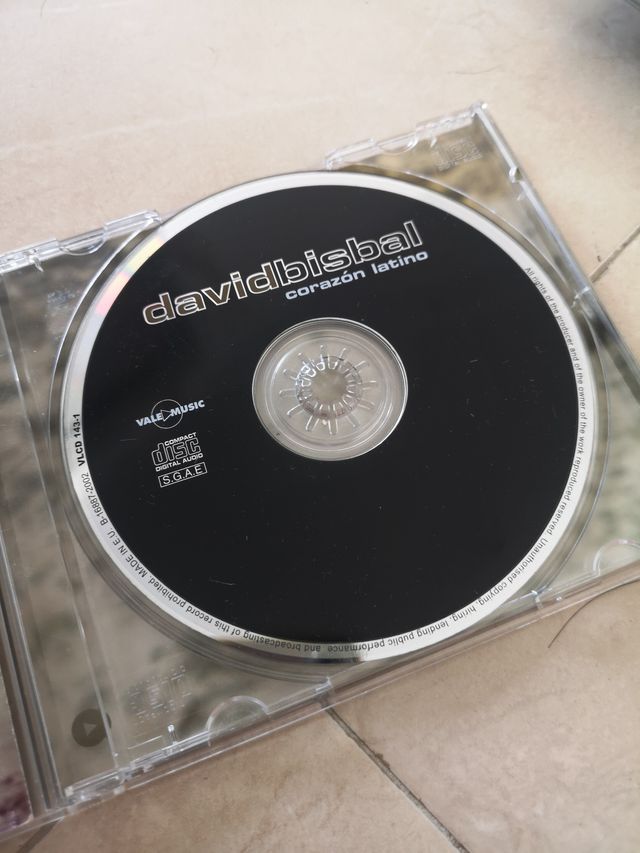 davidbisbal
corazón latino
VALE MUSIC
COMPACT
disc
DIGITAL AUDIO
S.G.A.E.
All rights of the producer and of the owner of the work reproduced reserved. Unauthorised copying, hiring, lending public performance and broadcasting of this record prohibited. MADE IN E.U. B-16887-2002 VLCD 143-1